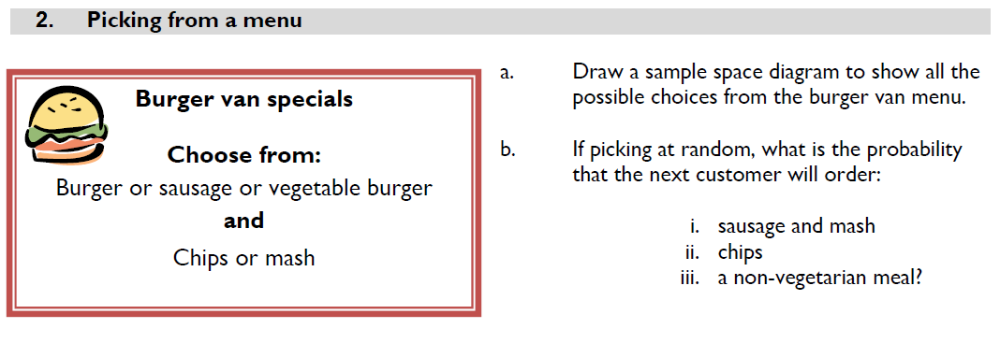 2. Picking from a menu
Burger van specials
Choose from:
Burger or sausage or vegetable burger
and
Chips or mash
a. Draw a sample space diagram to show all the
possible choices from the burger van menu.
b. If picking at random, what is the probability
that the next customer will order:
i. sausage and mash
ii. chips
iii. a non-vegetarian meal?